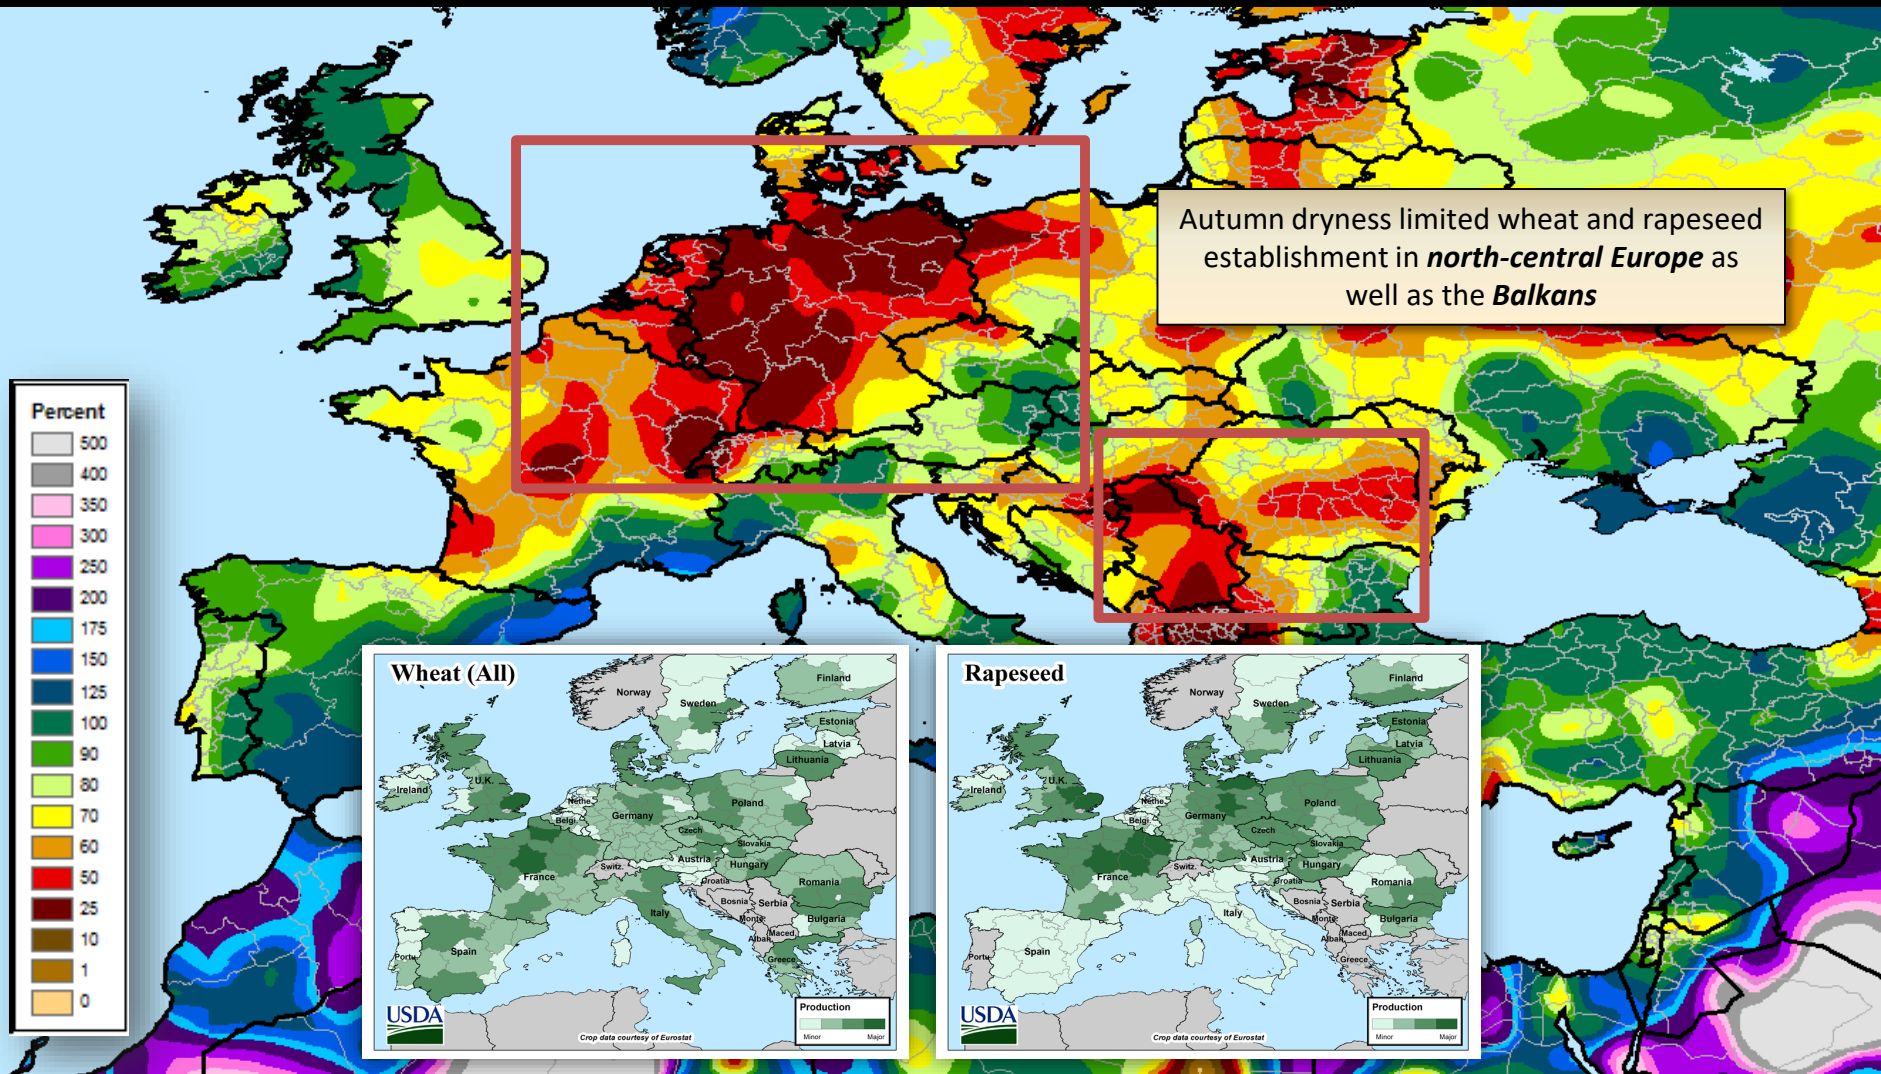 Autumn dryness limited wheat and rapeseed
establishment in north-central Europe as
well as the Balkans
Percent
500
400
350
300
250
200
175
150
125
100
90
80
70
60
50
25
10
1
0
Wheat (All)
Norway
Finland
Sweden
Estonia
Latvia
Lithuania
Ireland
U.K.
Nethe.
Belgi.
Germany
Poland
Czech
Slovakia
Austria
Hungary
Switz.
France
Croatia
Romania
Bosnia
Serbia
Italy
Monte.
Bulgaria
Maced.
Alban.
Greece
Portu.
Spain
USDA
Crop data courtesy of Eurostat
Production
Minor
Major
Rapeseed
Norway
Finland
Sweden
Estonia
Latvia
Lithuania
Ireland
U.K.
Nethe.
Belgi.
Germany
Poland
Czech
Slovakia
Austria
Hungary
Switz.
France
Croatia
Romania
Bosnia
Serbia
Italy
Monte.
Bulgaria
Maced.
Alban.
Greece
Portu.
Spain
USDA
Crop data courtesy of Eurostat
Production
Minor
Major